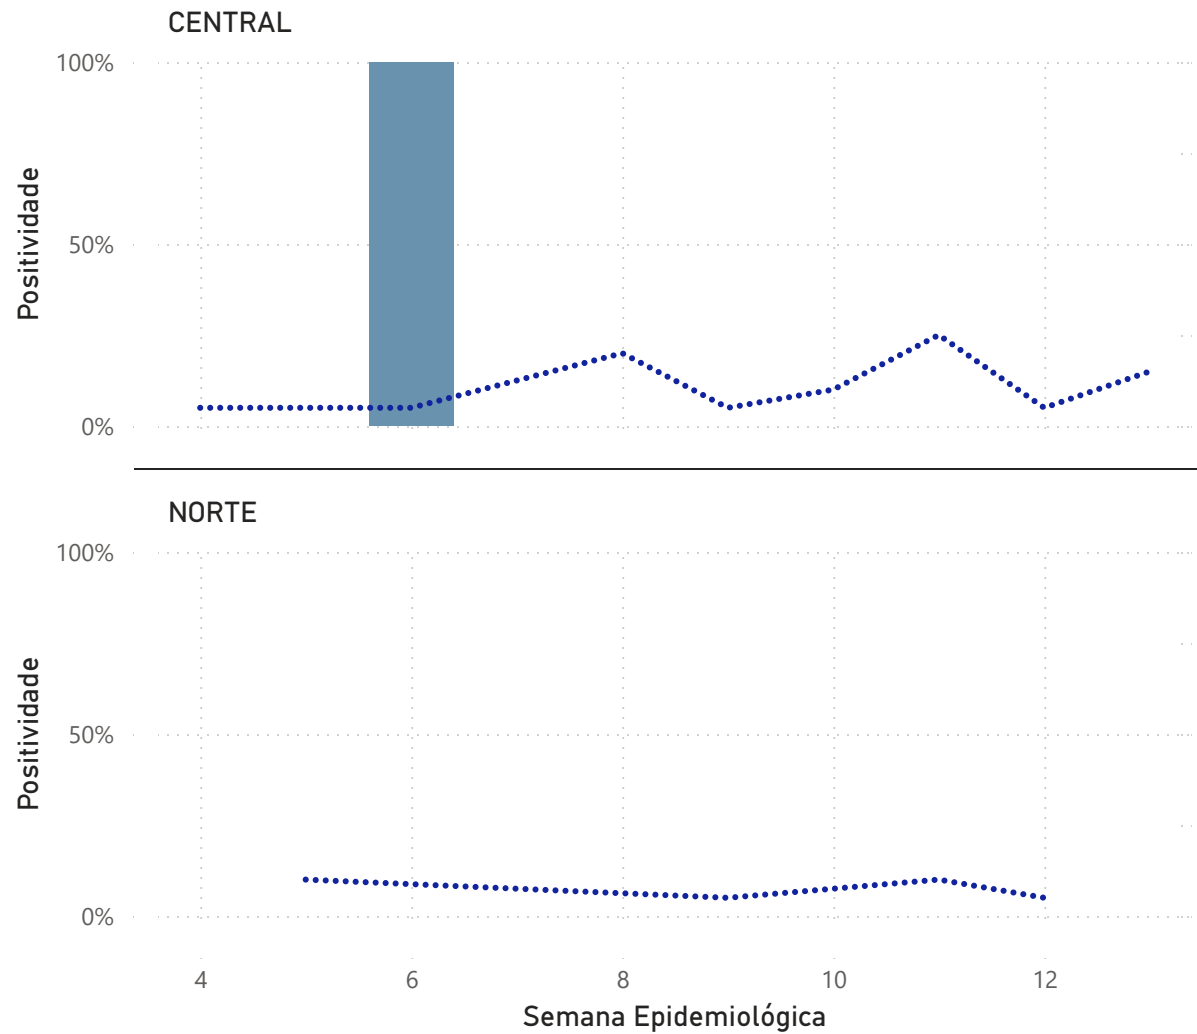 CENTRAL
100%
50%
0%
Positividade
NORTE
100%
50%
0%
Positividade
4 6 8 10 12
Semana Epidemiológica